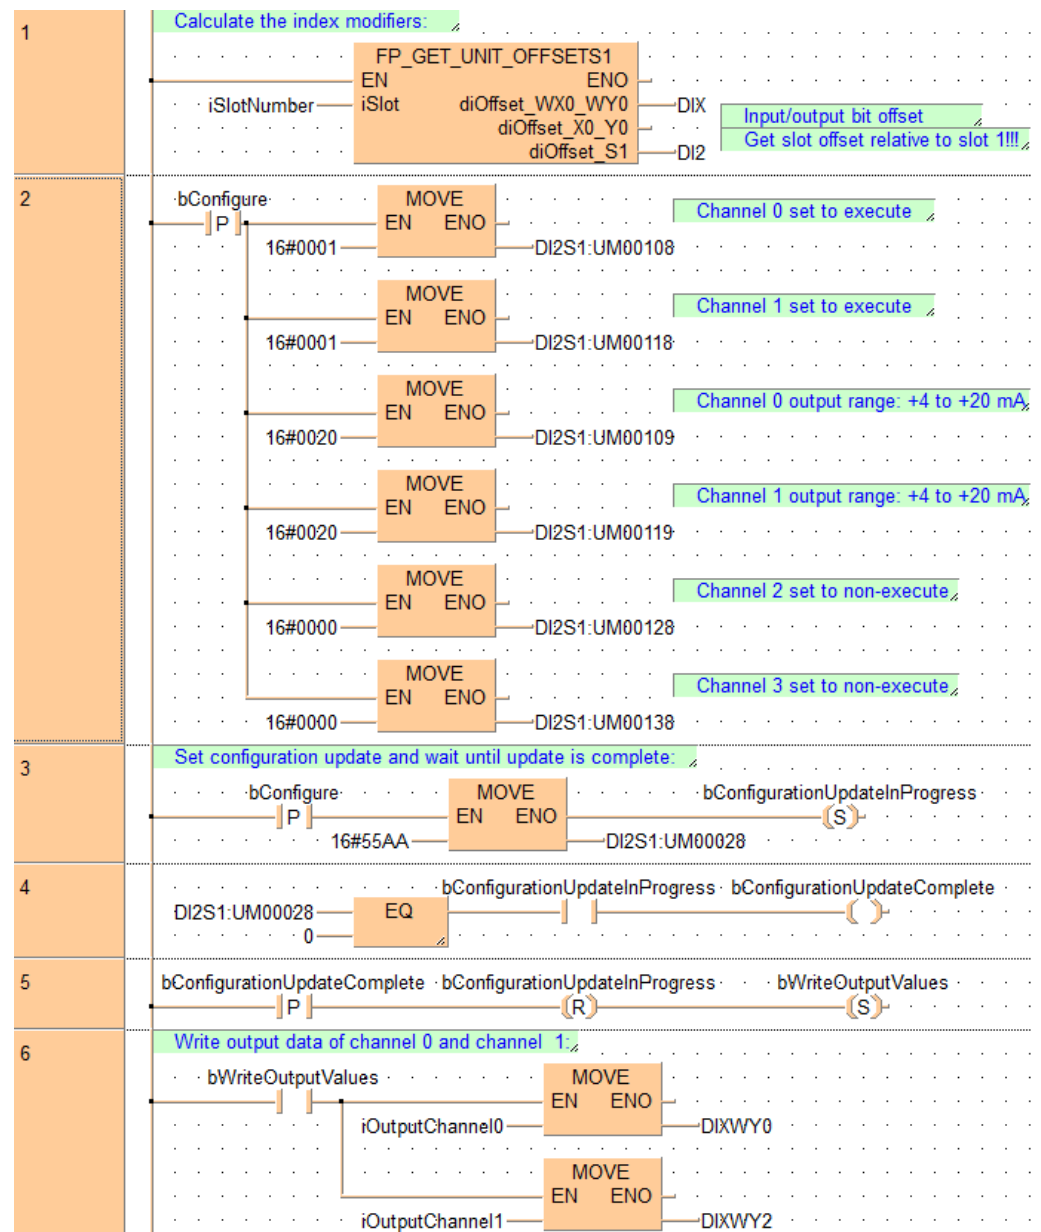 1
Calculate the index modifiers:
FP_GET_UNIT_OFFSETS1
EN ENO
iSlotNumber iSlot diOffset_WX0_WY0 DIX
diOffset_X0_Y0
diOffset_S1 DI2
Input/output bit offset
Get slot offset relative to slot 1!!!
2
bConfigure
P
MOVE
EN ENO
16#0001 DI2S1:UM00108
Channel 0 set to execute
MOVE
EN ENO
16#0001 DI2S1:UM00118
Channel 1 set to execute
MOVE
EN ENO
16#0020 DI2S1:UM00109
Channel 0 output range: +4 to +20 mA
MOVE
EN ENO
16#0020 DI2S1:UM00119
Channel 1 output range: +4 to +20 mA
MOVE
EN ENO
16#0000 DI2S1:UM00128
Channel 2 set to non-execute
MOVE
EN ENO
16#0000 DI2S1:UM00138
Channel 3 set to non-execute
3
Set configuration update and wait until update is complete:
bConfigure MOVE bConfigurationUpdateInProgress
P EN ENO S
16#55AA DI2S1:UM00028
4
bConfigurationUpdateInProgress bConfigurationUpdateComplete
DI2S1:UM00028 EQ
0
5
bConfigurationUpdateComplete bConfigurationUpdateInProgress bWriteOutputValues
P R S
6
Write output data of channel 0 and channel 1:
bWriteOutputValues MOVE
EN ENO
iOutputChannel0 DIXWY0
MOVE
EN ENO
iOutputChannel1 DIXWY2